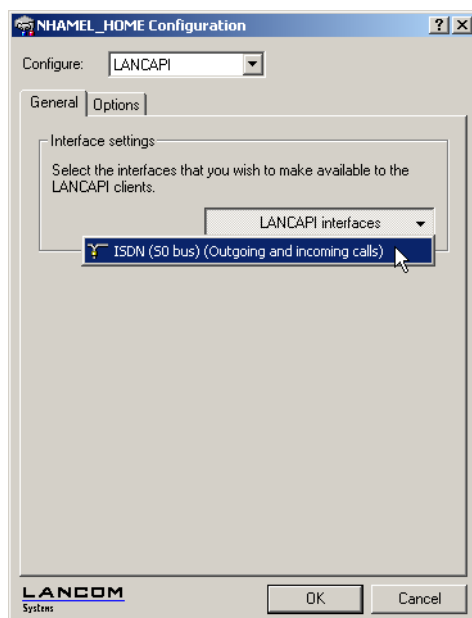 NHAMEL_HOME Configuration
Configure: LANCAPI
General Options
Interface settings
Select the interfaces that you wish to make available to the
LANCAPI clients.
LANCAPI interfaces
ISDN (S0 bus) (Outgoing and incoming calls)
LANCOM
Systems
OK Cancel